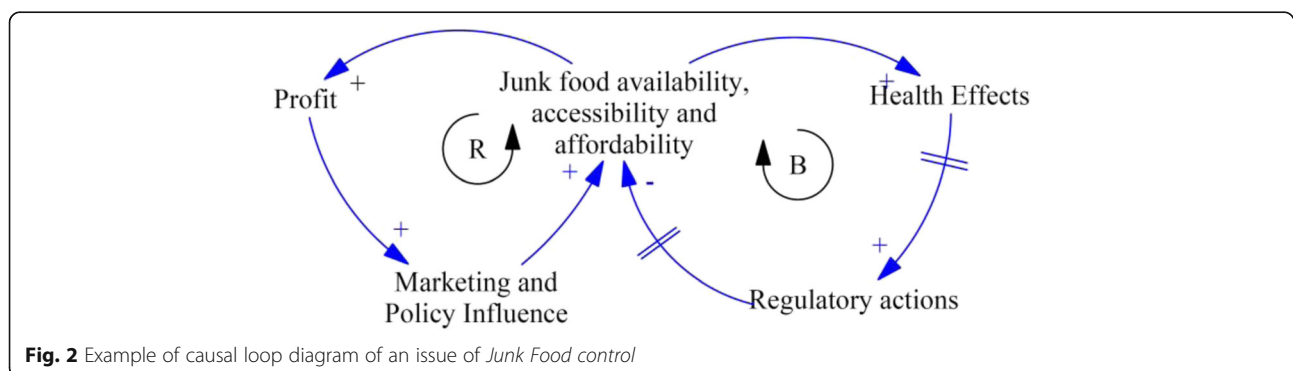 Profit
+
Junk food availability,
accessibility and
affordability
+
Health Effects
R
B
+
-
+
+
Marketing and
Policy Influence
Regulatory actions
Fig. 2 Example of causal loop diagram of an issue of Junk Food control